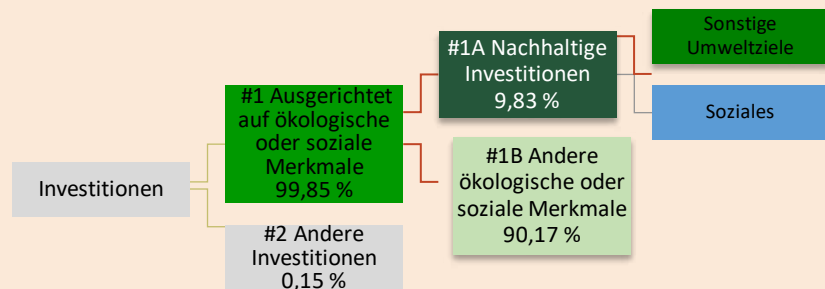 Investitionen
#1 Ausgerichtet
auf ökologische
oder soziale
Merkmale
99,85 %
#2 Andere
Investitionen
0,15 %
#1A Nachhaltige
Investitionen
9,83 %
#1B Andere
ökologische oder
soziale Merkmale
90,17 %
Sonstige
Umweltziele
Soziales